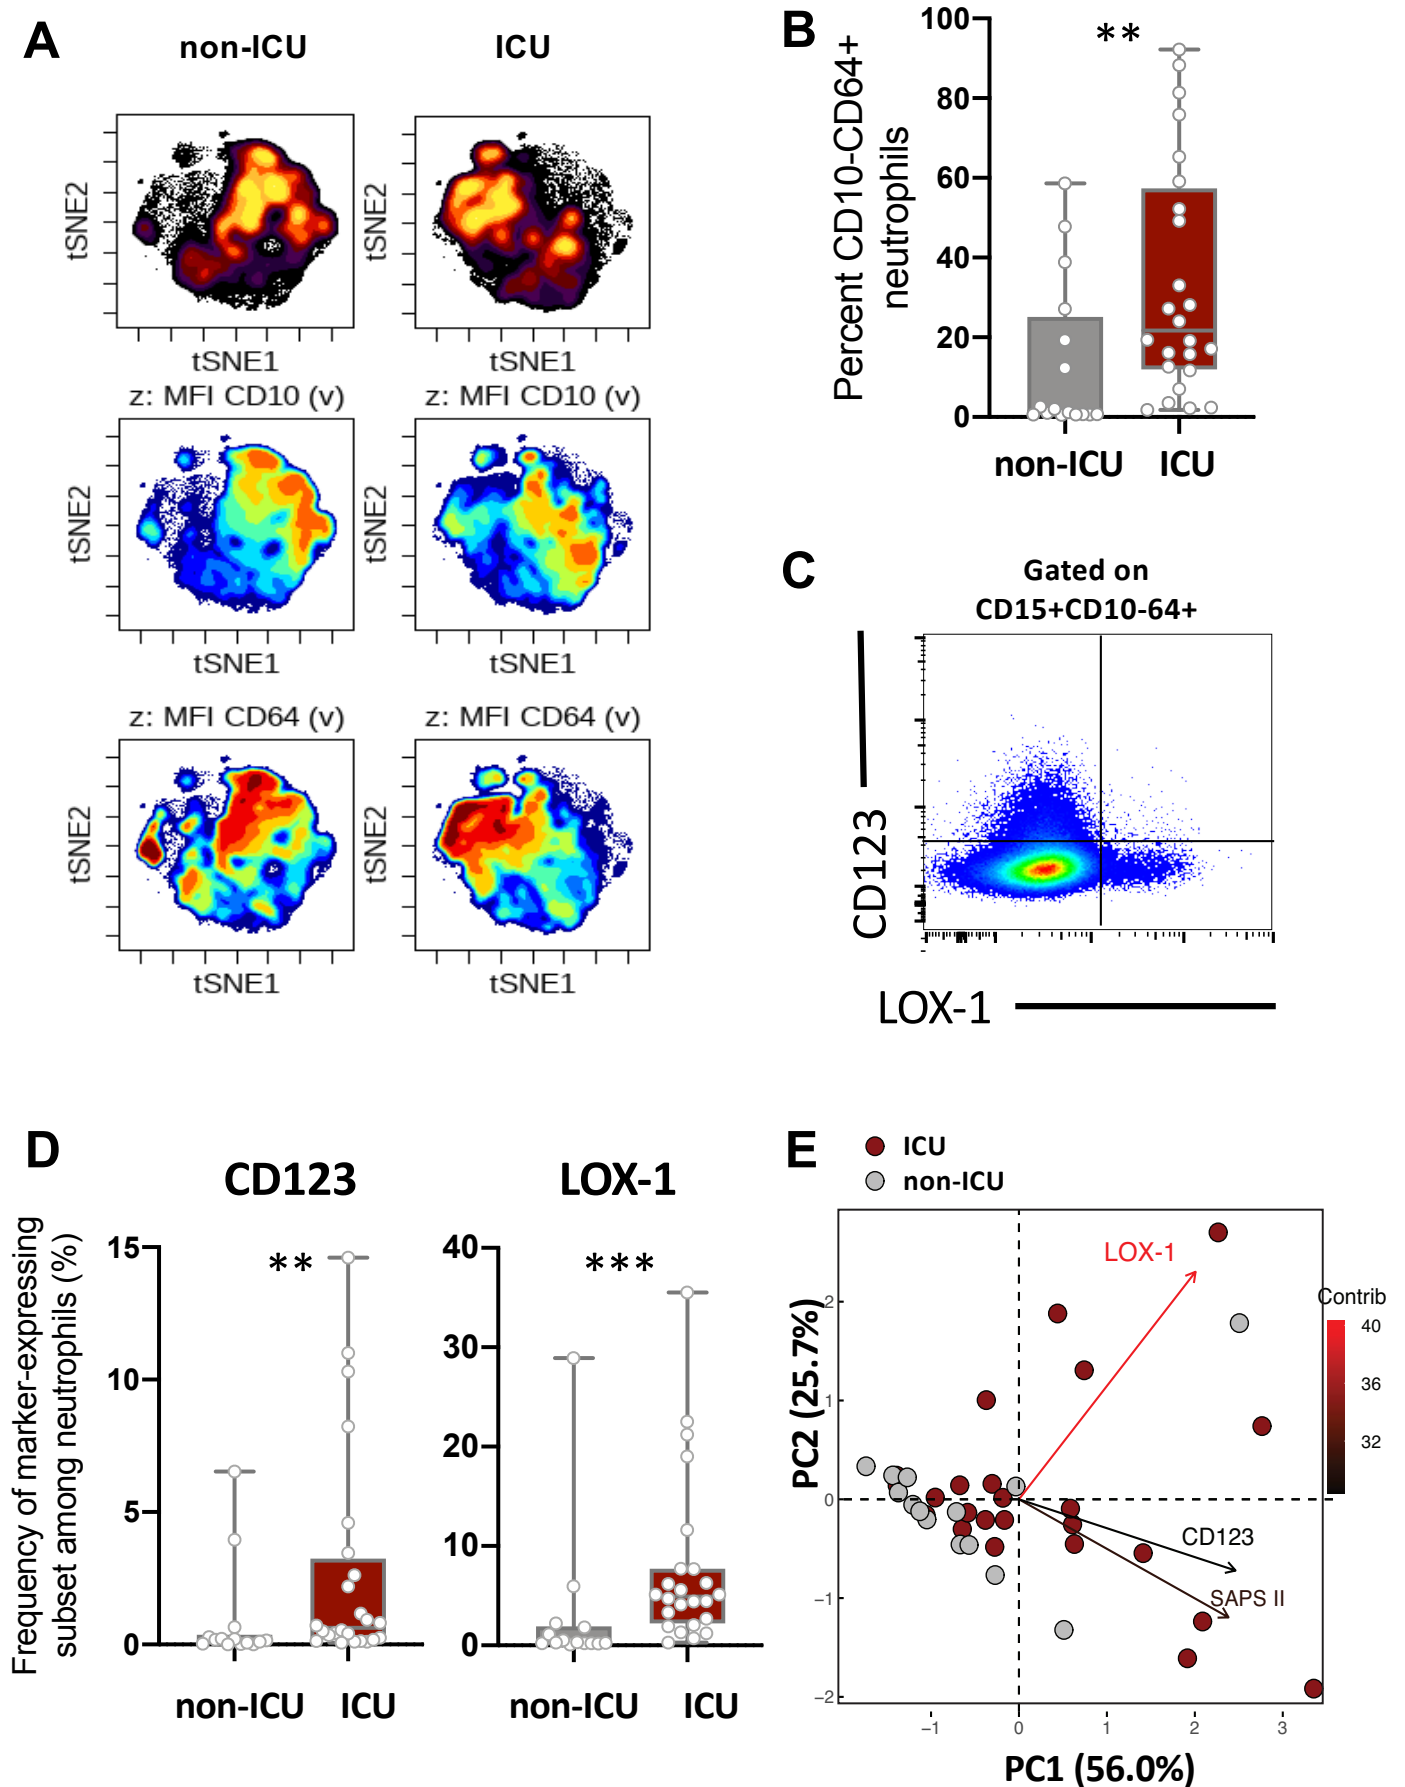 A
non-ICU
ICU
tSNE2
tSNE1
tSNE2
tSNE1
z: MFI CD10 (v)
tSNE2
tSNE1
z: MFI CD10 (v)
tSNE2
tSNE1
z: MFI CD64 (v)
tSNE2
tSNE1
z: MFI CD64 (v)
tSNE2
tSNE1
B
Percent CD10-CD64+
neutrophils
100
80
60
40
20
0
**
non-ICU
ICU
C
Gated on
CD15+CD10-64+
CD123
LOX-1
D
Frequency of marker-expressing
subset among neutrophils (%)
CD123
15
10
5
0
**
non-ICU
ICU
LOX-1
40
30
20
10
0
***
non-ICU
ICU
E
ICU
non-ICU
PC2 (25.7%)
2
1
0
−1
−2
LOX-1
CD123
SAPS II
−1
0
1
2
3
PC1 (56.0%)
Contrib
40
36
32